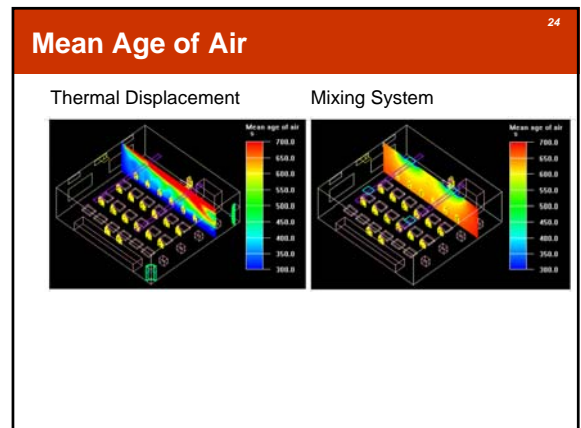 24
Mean Age of Air
Thermal Displacement
Mixing System
Mean age of air
s
700.0
650.0
600.0
550.0
500.0
450.0
400.0
350.0
300.0
Mean age of air
s
700.0
650.0
600.0
550.0
500.0
450.0
400.0
350.0
300.0